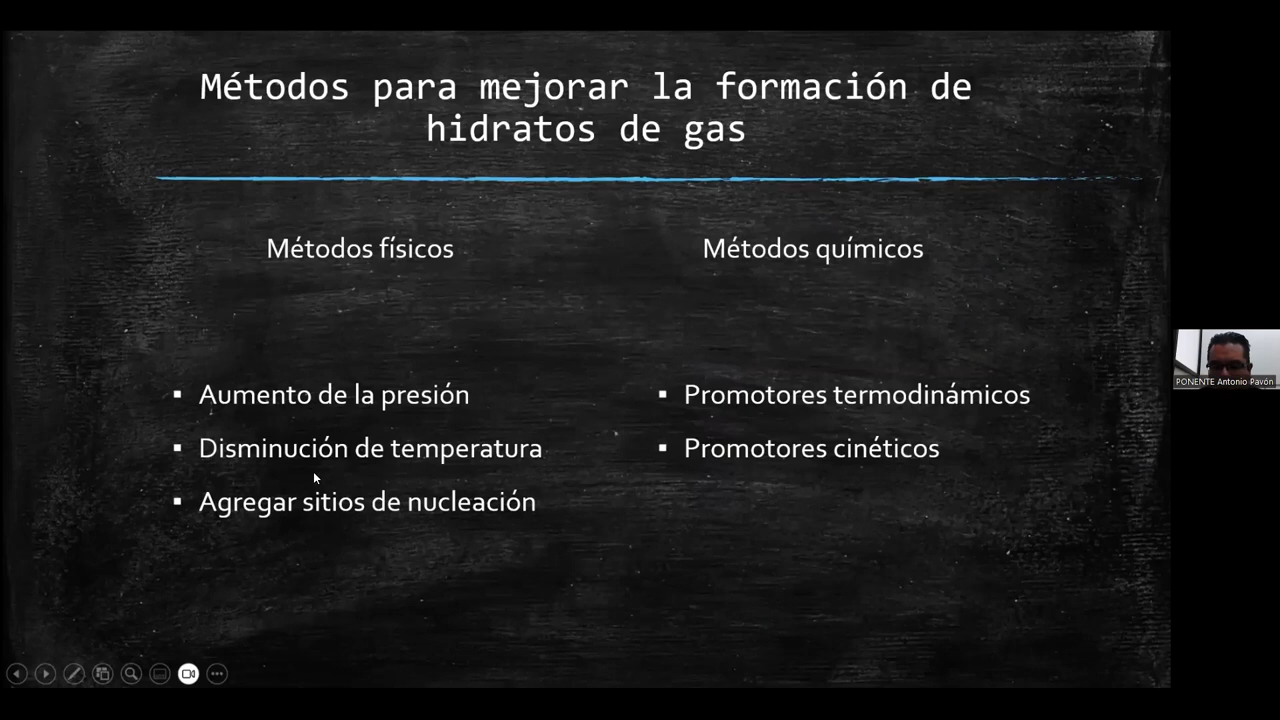 Métodos para mejorar la formación de
hidratos de gas
Métodos físicos
Métodos químicos
▪ Aumento de la presión
▪ Disminución de temperatura
▪ Agregar sitios de nucleación
▪ Promotores termodinámicos
▪ Promotores cinéticos
PONENTE Antonio Pavón